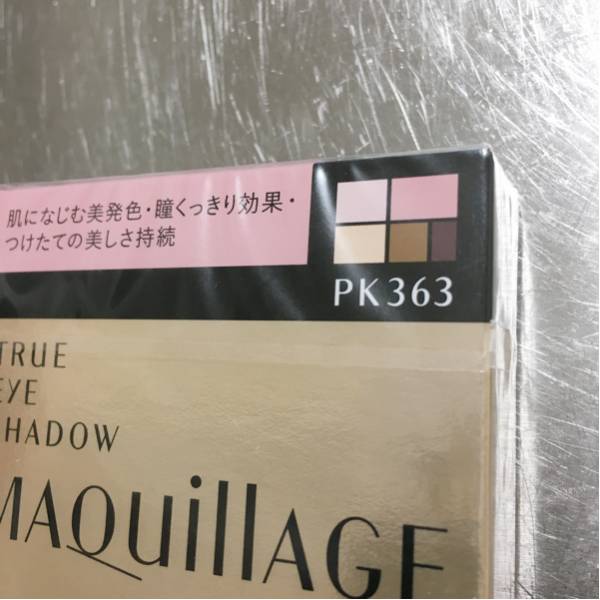 肌になじむ美発色・瞳くっきり効果・
つけたての美しさ持続
PK363
TRUE
EYE
SHADOW
MAQuillAGE